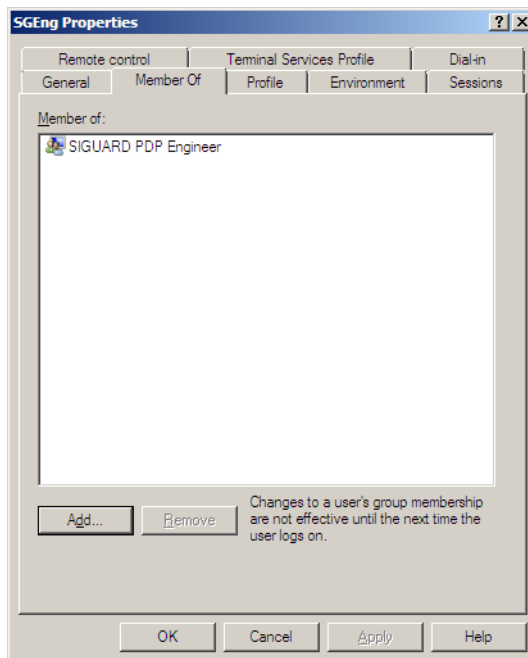 SGEng Properties
Remote control
Terminal Services Profile
Dial-in
General
Member Of
Profile
Environment
Sessions
Member of:
SIGUARD PDP Engineer
Add...
Remove
Changes to a user's group membership
are not effective until the next time the
user logs on.
OK
Cancel
Apply
Help